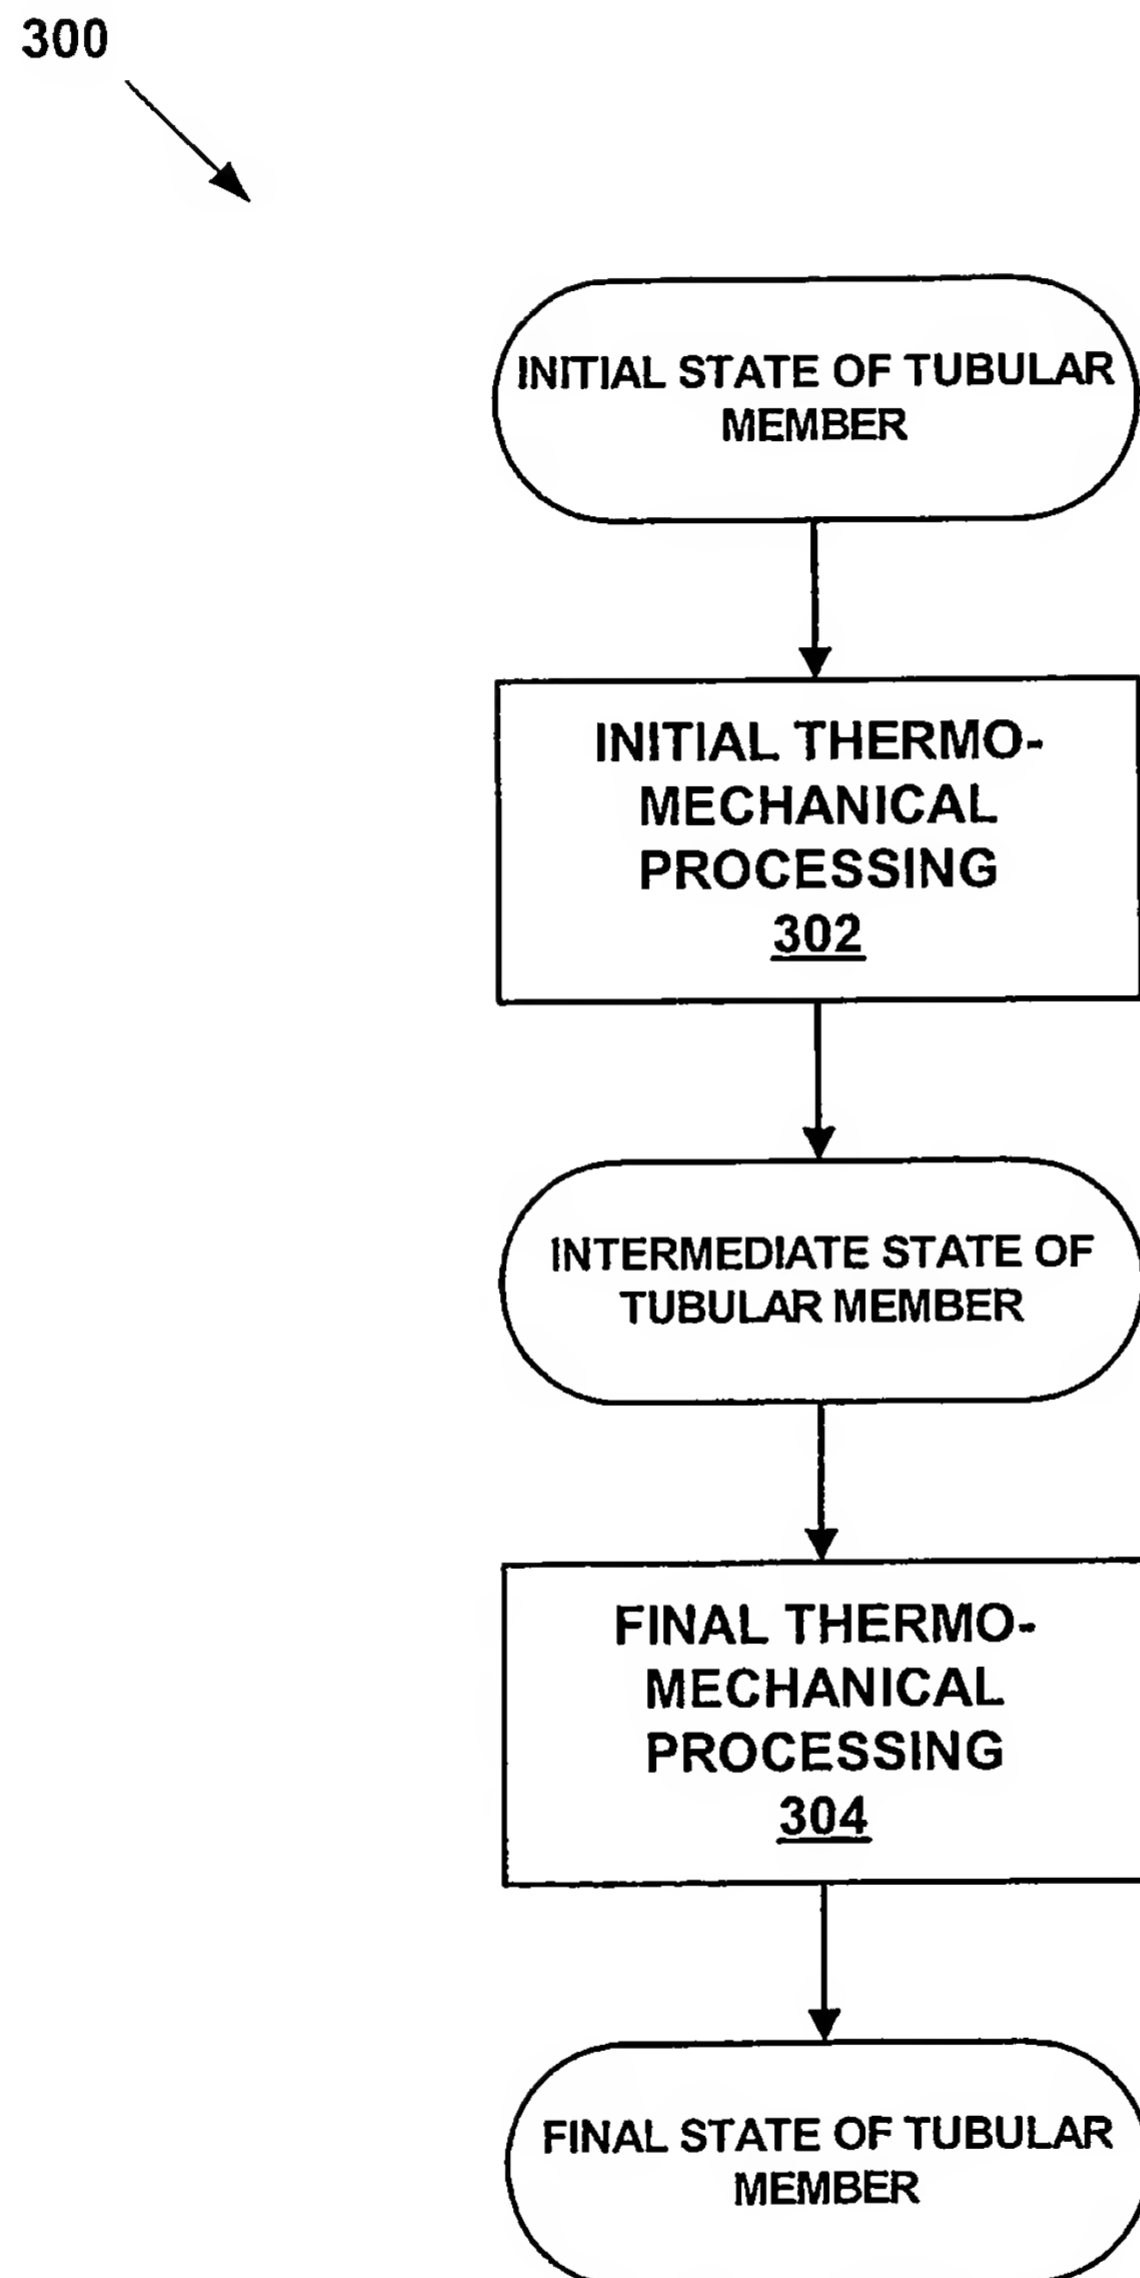 300
INITIAL STATE OF TUBULAR
MEMBER
INITIAL THERMO-
MECHANICAL
PROCESSING
302
INTERMEDIATE STATE OF
TUBULAR MEMBER
FINAL THERMO-
MECHANICAL
PROCESSING
304
FINAL STATE OF TUBULAR
MEMBER